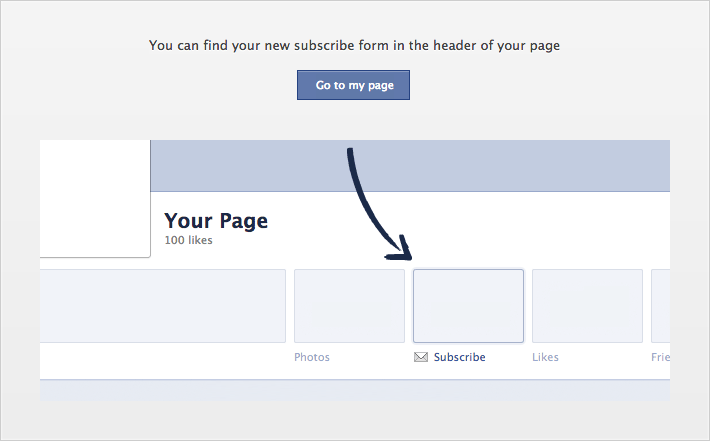 You can find your new subscribe form in the header of your page
Go to my page
Your Page
100 likes
Photos
Subscribe
Likes
Frie